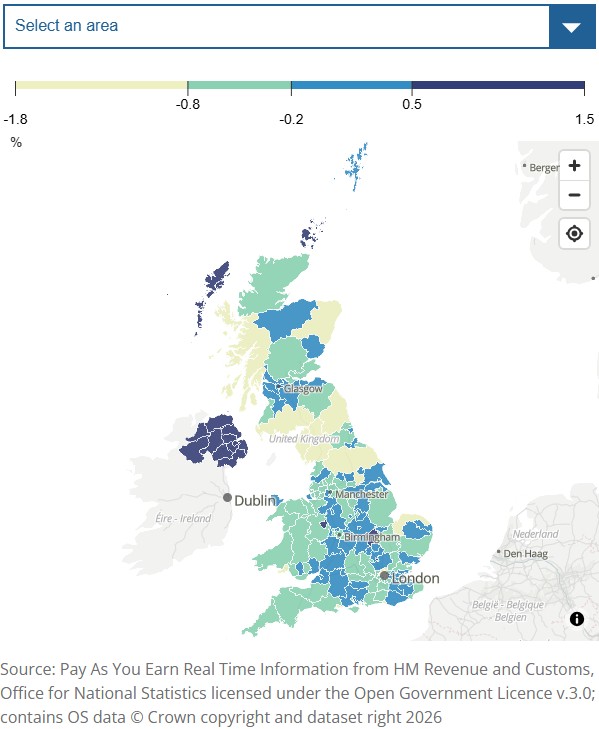 Select an area
-1.8 -0.8 -0.2 0.5 1.5
%
Bergen
+
−
Glasgow
United Kingdom
Manchester
Dublin
Éire - Ireland
Birmingham
Nederland
Den Haag
London
België - Belgique
Belgien
Source: Pay As You Earn Real Time Information from HM Revenue and Customs,
Office for National Statistics licensed under the Open Government Licence v.3.0;
contains OS data © Crown copyright and dataset right 2026